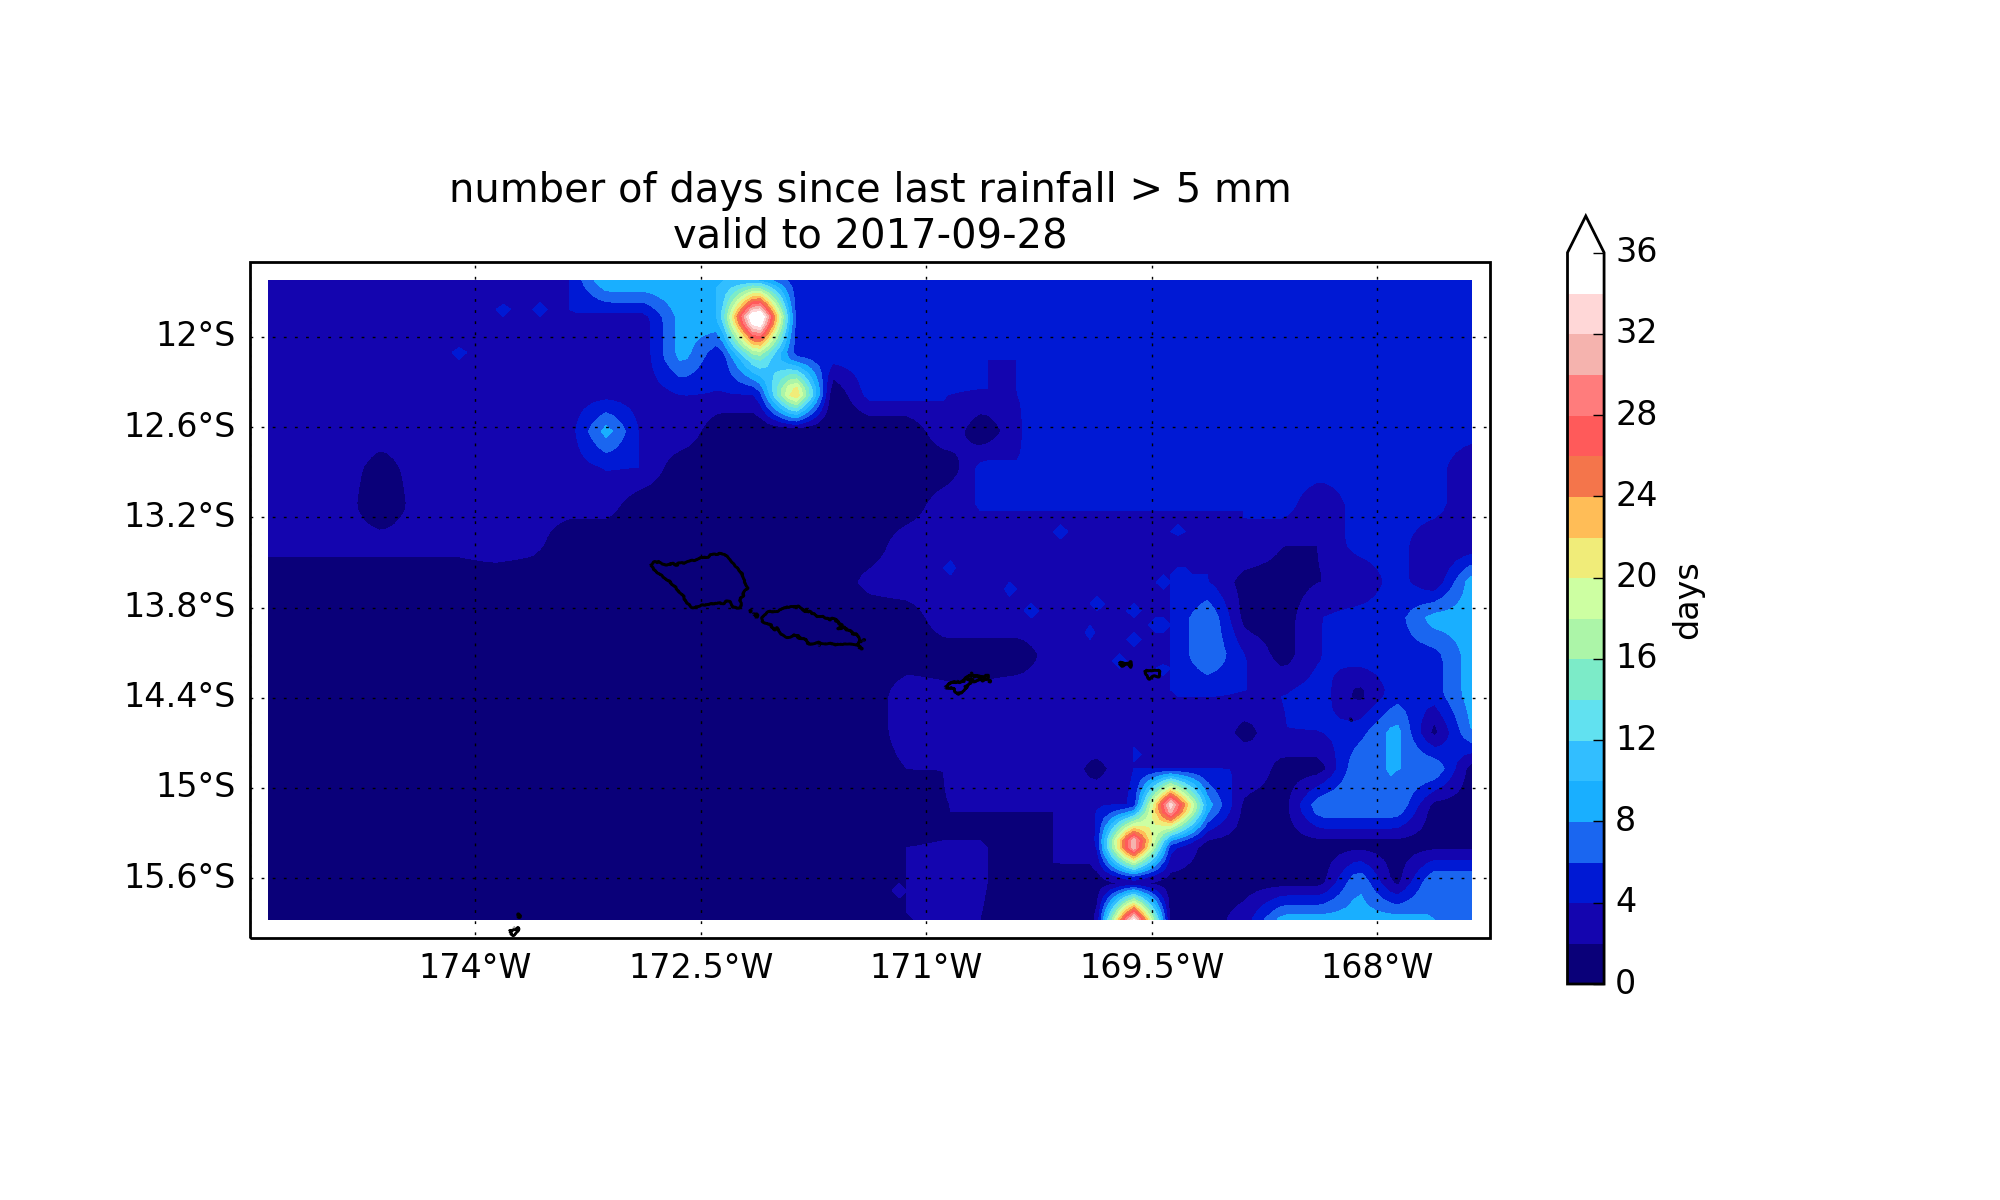 number of days since last rainfall > 5 mm
valid to 2017-09-28
12°S
12.6°S
13.2°S
13.8°S
14.4°S
15°S
15.6°S
174°W
172.5°W
171°W
169.5°W
168°W
36
32
28
24
20
16
12
8
4
0
days